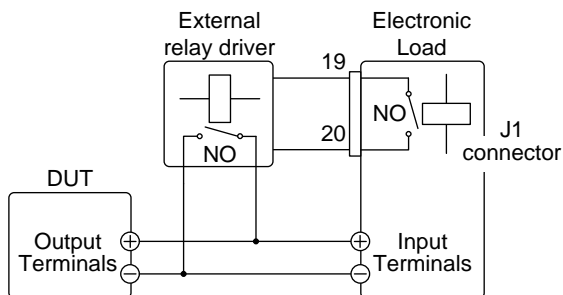 External
relay driver
Electronic
Load
19
NO
20
NO
J1
connector
DUT
Output
Terminals
+
−
+
−
Input
Terminals